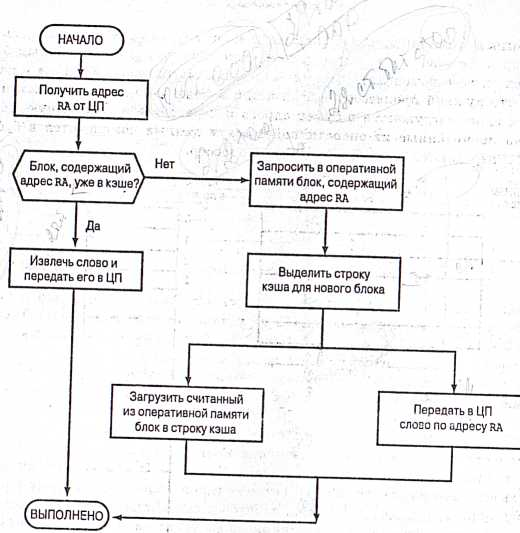 НАЧАЛО
Получить адрес
RA от ЦП
Блок, содержащий
адрес RA, уже в кэше?
Нет
Запросить в оперативной
памяти блок, содержащий
адрес RA
Да
Извлечь слово и
передать его в ЦП
Выделить строку
кэша для нового блока
Загрузить считанный
из оперативной памяти
блок в строку кэша
Передать в ЦП
слово по адресу RA
ВЫПОЛНЕНО